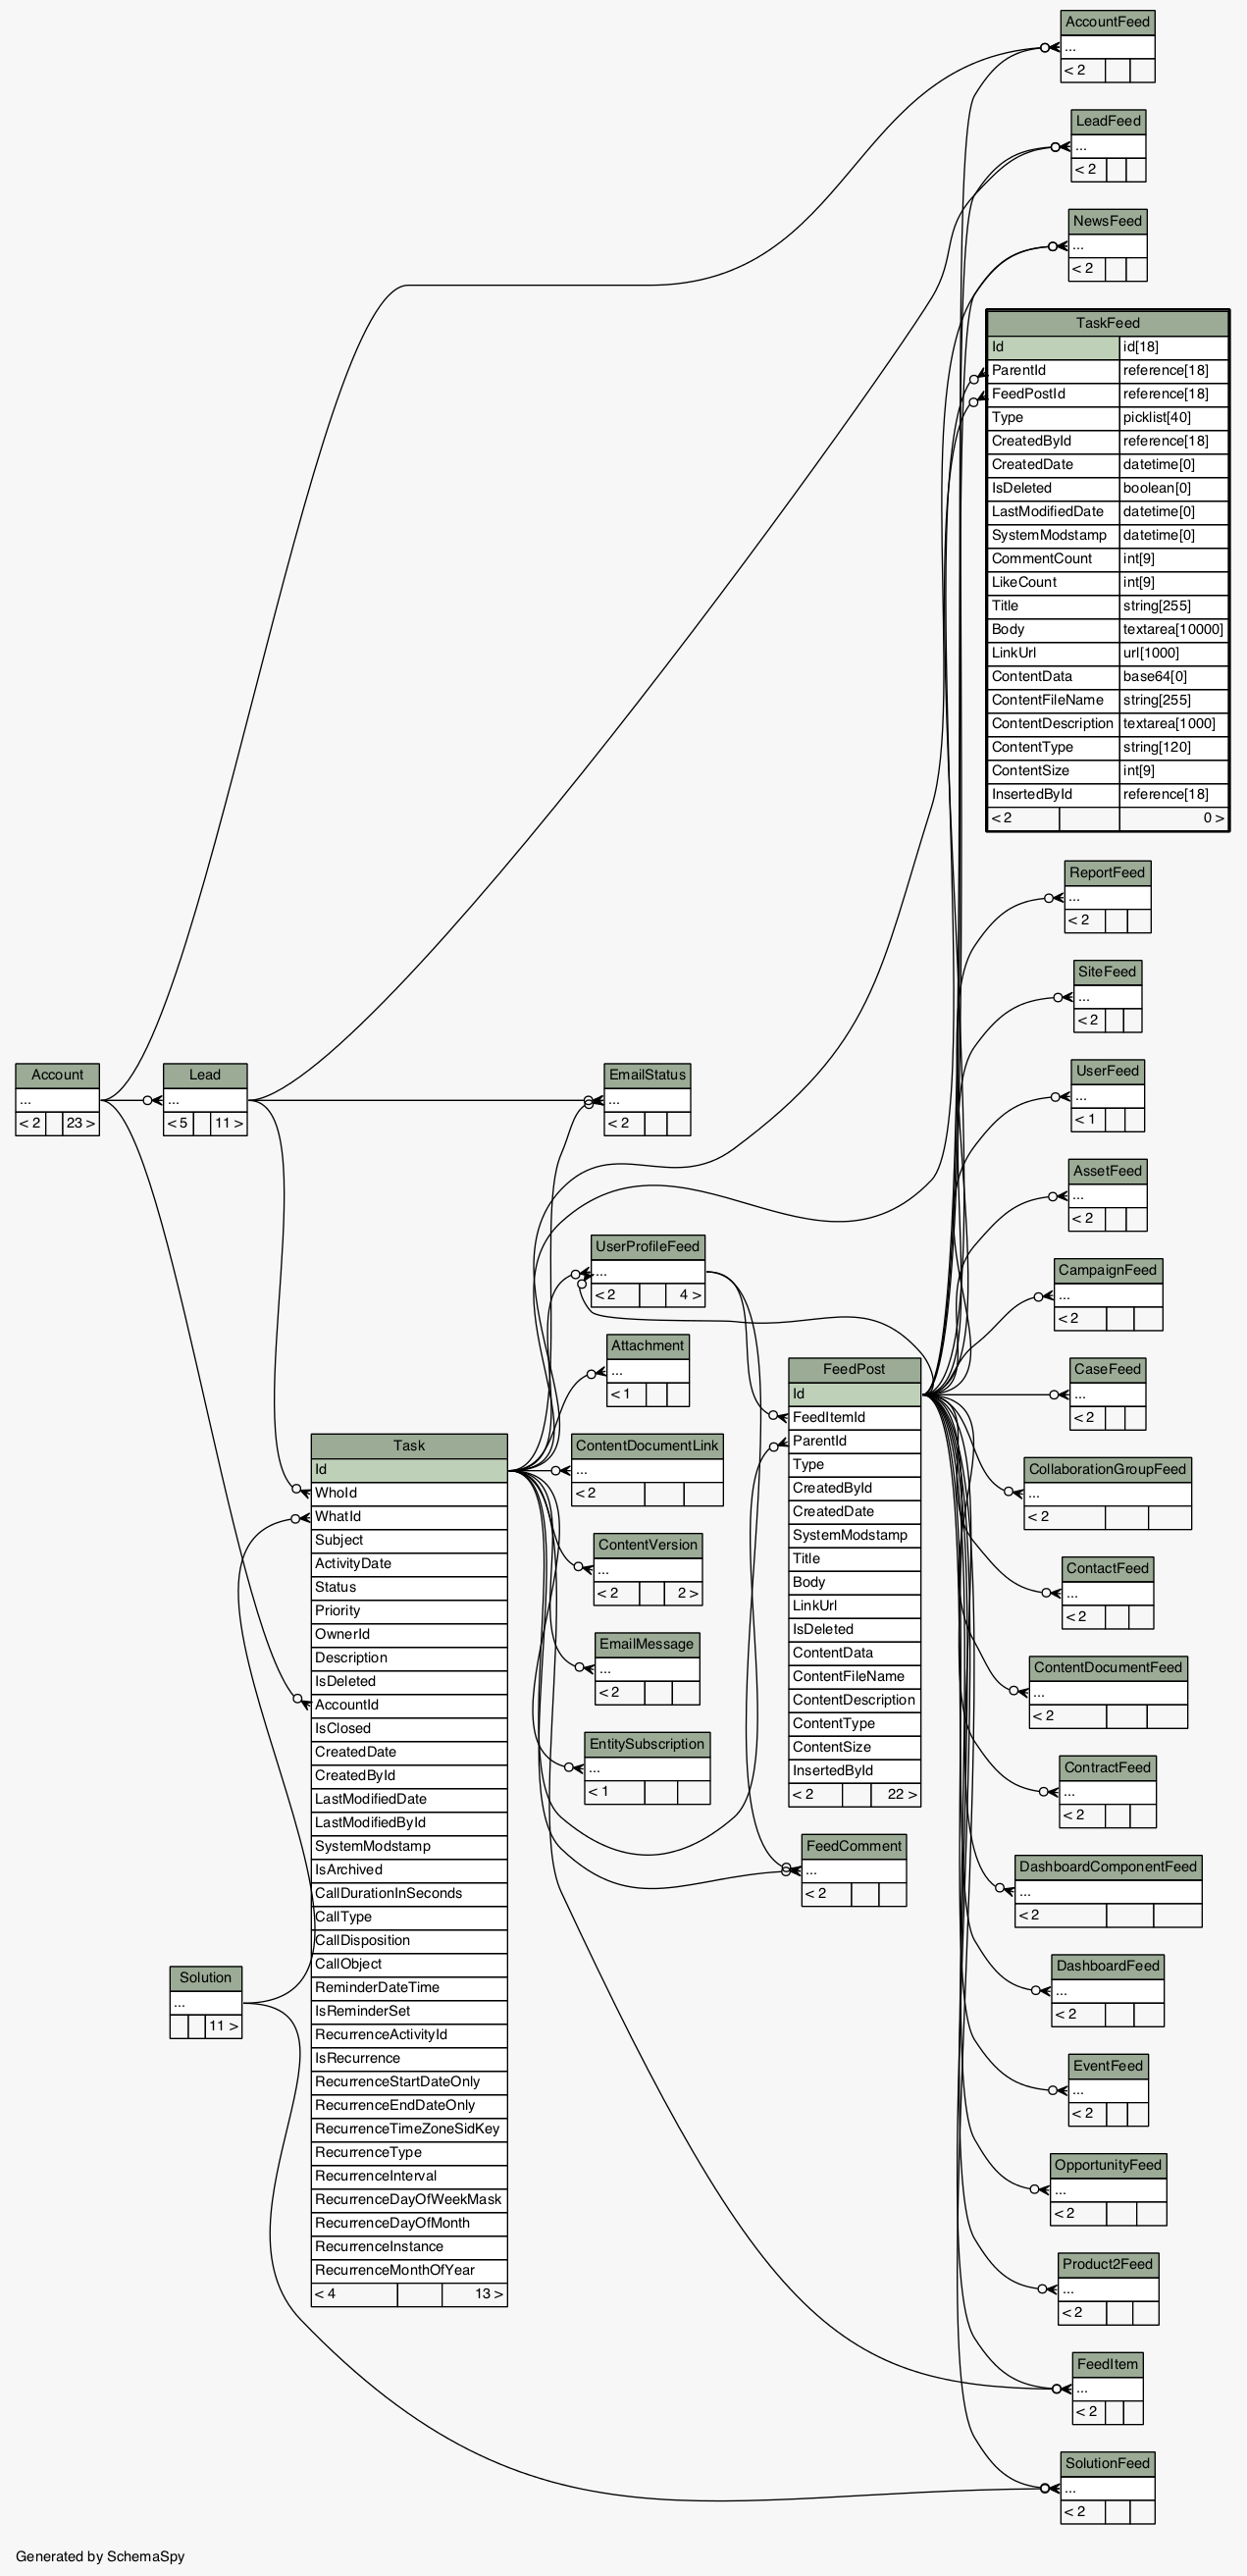 AccountFeed
...
< 2
LeadFeed
...
< 2
NewsFeed
...
< 2
TaskFeed
Id id[18]
ParentId reference[18]
FeedPostId reference[18]
Type picklist[40]
CreatedById reference[18]
CreatedDate datetime[0]
IsDeleted boolean[0]
LastModifiedDate datetime[0]
SystemModstamp datetime[0]
CommentCount int[9]
LikeCount int[9]
Title string[255]
Body textarea[10000]
LinkUrl url[1000]
ContentData base64[0]
ContentFileName string[255]
ContentDescription textarea[1000]
ContentType string[120]
ContentSize int[9]
InsertedById reference[18]
< 2 0 >
ReportFeed
...
< 2
SiteFeed
...
< 2
UserFeed
...
< 1
AssetFeed
...
< 2
CampaignFeed
...
< 2
CaseFeed
...
< 2
CollaborationGroupFeed
...
< 2
ContactFeed
...
< 2
ContentDocumentFeed
...
< 2
ContractFeed
...
< 2
DashboardComponentFeed
...
< 2
DashboardFeed
...
< 2
EventFeed
...
< 2
OpportunityFeed
...
< 2
Product2Feed
...
< 2
FeedItem
...
< 2
SolutionFeed
...
< 2
Account
...
< 2 23 >
Lead
...
< 5 11 >
EmailStatus
...
< 2
UserProfileFeed
...
< 2 4 >
Attachment
...
< 1
ContentDocumentLink
...
< 2
ContentVersion
...
< 2 2 >
EmailMessage
...
< 2
EntitySubscription
...
< 1
FeedPost
Id
FeedItemId
ParentId
Type
CreatedById
CreatedDate
SystemModstamp
Title
Body
LinkUrl
IsDeleted
ContentData
ContentFileName
ContentDescription
ContentType
ContentSize
InsertedById
< 2 22 >
FeedComment
...
< 2
Task
Id
WhoId
WhatId
Subject
ActivityDate
Status
Priority
OwnerId
Description
IsDeleted
AccountId
IsClosed
CreatedDate
CreatedById
LastModifiedDate
LastModifiedById
SystemModstamp
IsArchived
CallDurationInSeconds
CallType
CallDisposition
CallObject
ReminderDateTime
IsReminderSet
RecurrenceActivityId
IsRecurrence
RecurrenceStartDateOnly
RecurrenceEndDateOnly
RecurrenceTimeZoneSidKey
RecurrenceType
RecurrenceInterval
RecurrenceDayOfWeekMask
RecurrenceDayOfMonth
RecurrenceInstance
RecurrenceMonthOfYear
< 4 13 >
Solution
...
11 >
Generated by SchemaSpy